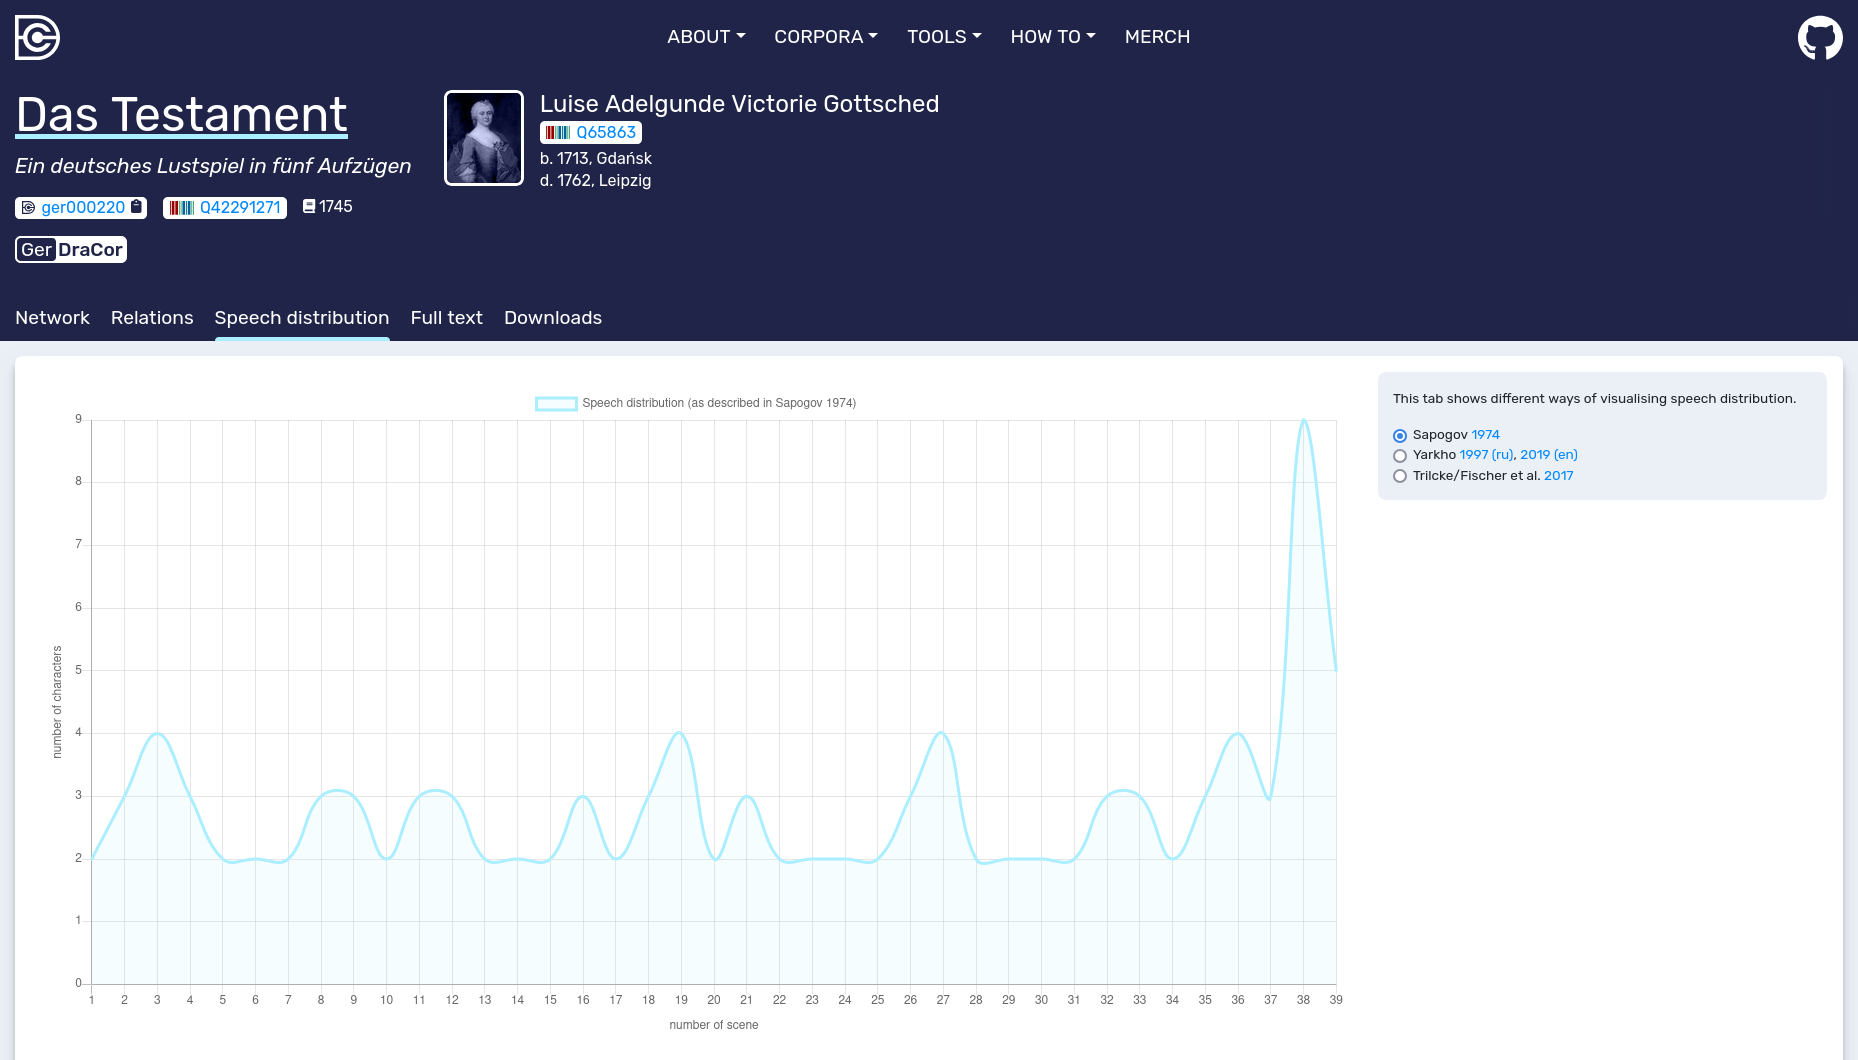 ABOUT CORPORA TOOLS HOW TO MERCH
Das Testament
Ein deutsches Lustspiel in fünf Aufzügen
ger000220 Q42291271 1745
Ger DraCor
Luise Adelgunde Victorie Gottsched
Q65863
b. 1713, Gdańsk
d. 1762, Leipzig
Network Relations Speech distribution Full text Downloads
Speech distribution (as described in Sapogov 1974)
9
8
7
6
5
4
3
2
1
0
number of characters
1 2 3 4 5 6 7 8 9 10 11 12 13 14 15 16 17 18 19 20 21 22 23 24 25 26 27 28 29 30 31 32 33 34 35 36 37 38 39
number of scene
This tab shows different ways of visualising speech distribution.
Sapogov 1974
Yarkho 1997 (ru), 2019 (en)
Trilcke/Fischer et al. 2017